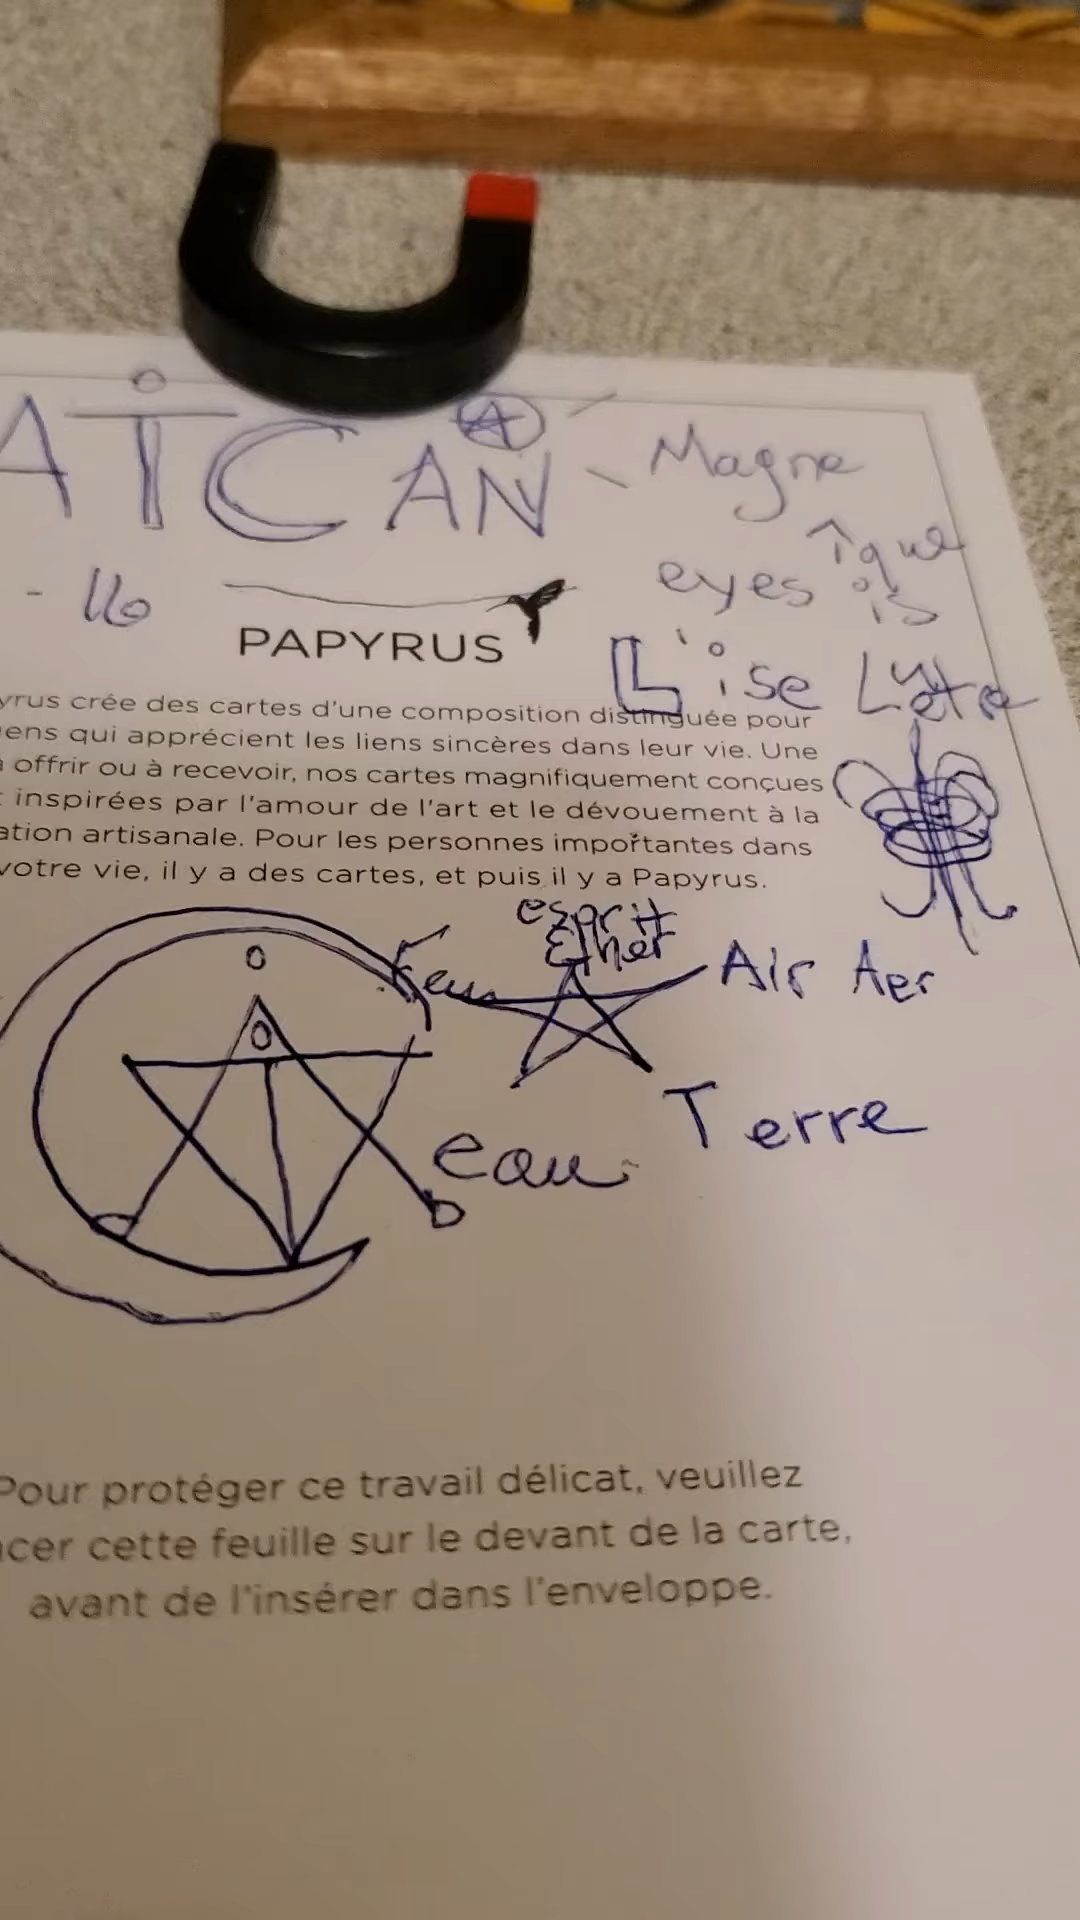 ATCAN
Magne
îque
- 16
eyes is
PAPYRUS
L'ise
yrus crée des cartes d'une composition distinguée pour
ens qui apprécient les liens sincères dans leur vie. Une
à offrir ou à recevoir, nos cartes magnifiquement conçues
t inspirées par l'amour de l'art et le dévouement à la
ation artisanale. Pour les personnes importantes dans
votre vie, il y a des cartes, et puis il y a Papyrus.
esprit
Ether
feu
Air Aer
Terre
eau
Pour protéger ce travail délicat, veuillez
acer cette feuille sur le devant de la carte,
avant de l'insérer dans l'enveloppe.